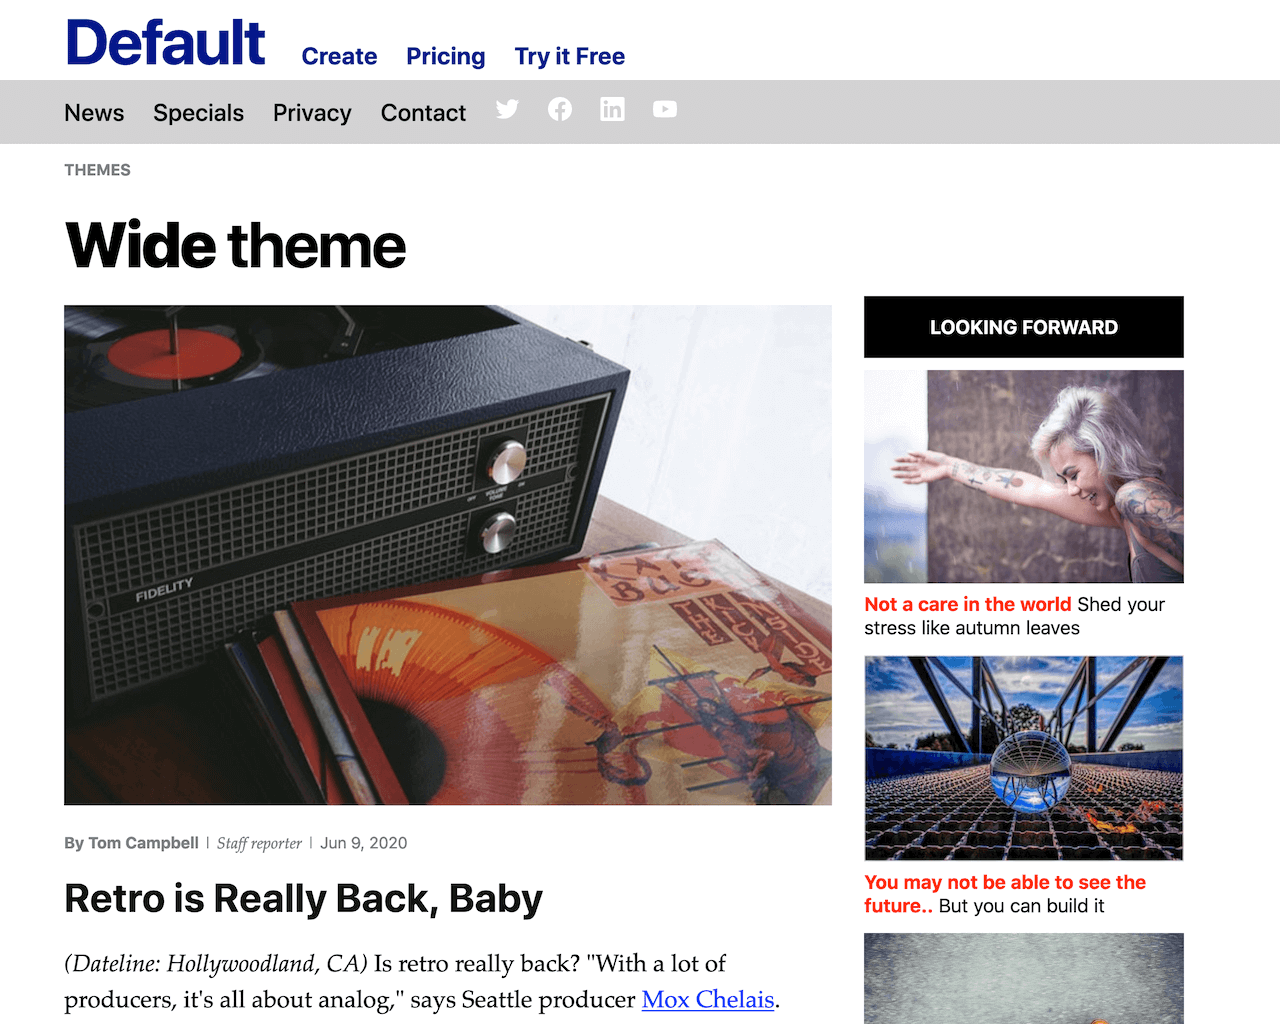 Default Create Pricing Try it Free
News Specials Privacy Contact
THEMES
Wide theme
FIDELITY
LOOKING FORWARD
Not a care in the world Shed your
stress like autumn leaves
You may not be able to see the
future.. But you can build it
By Tom Campbell | Staff reporter | Jun 9, 2020
Retro is Really Back, Baby
(Dateline: Hollywoodland, CA) Is retro really back? "With a lot of
producers, it's all about analog," says Seattle producer Mox Chelais.